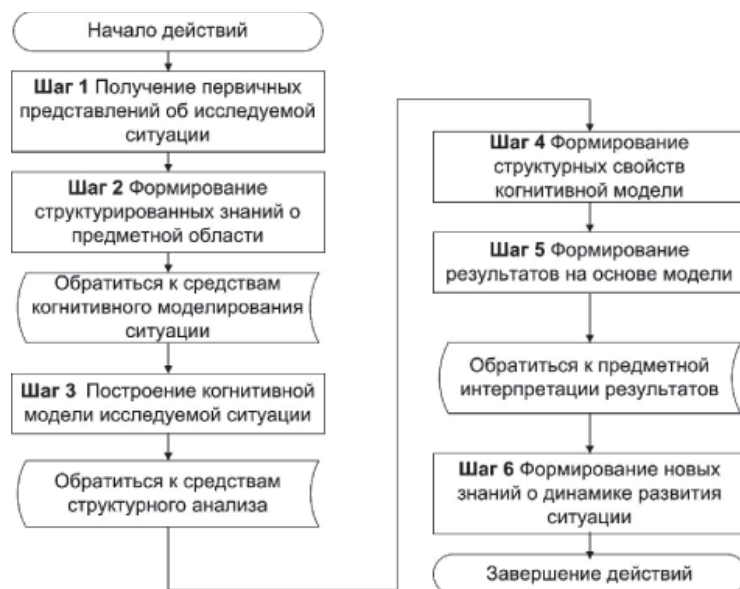 Начало действий
Шаг 1 Получение первичных
представлений об исследуемой
ситуации
Шаг 2 Формирование
структурированных знаний о
предметной области
Обратиться к средствам
когнитивного моделирования
ситуации
Шаг 3 Построение когнитивной
модели исследуемой ситуации
Обратиться к средствам
структурного анализа
Шаг 4 Формирование
структурных свойств
когнитивной модели
Шаг 5 Формирование
результатов на основе модели
Обратиться к предметной
интерпретации результатов
Шаг 6 Формирование новых
знаний о динамике развития
ситуации
Завершение действий